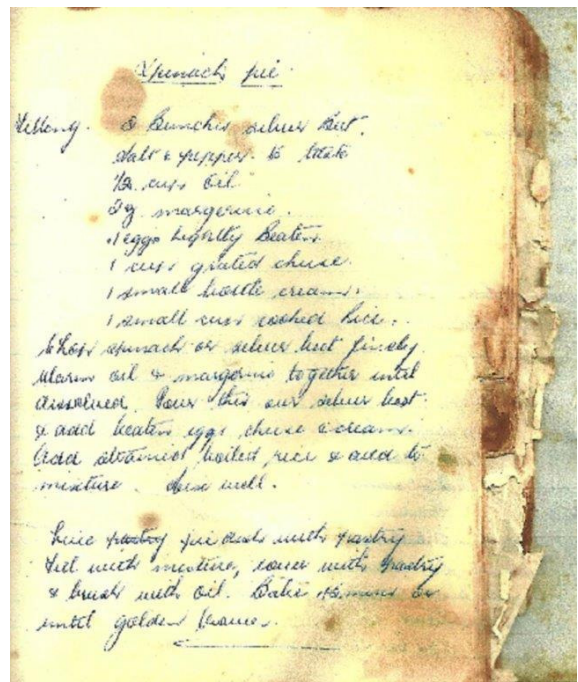 Spinach pie
Filling. 2 Bunches silver beet.
Salt & pepper to taste
1/2 cup oil
2 oz margerine.
eggs lightly beaten
1 cup grated cheese.
1 small bottle cream.
1 small cup cooked rice.
Chop spinach or silver beet finely.
Warm oil & margerine together until
dissolved. Pour this over silver beet.
& add beaten eggs, cheese & cream.
Add strained boiled rice & add to
mixture. Mix well.
Line pastry pie dish with pastry
Fill with mixture, cover with pastry
& brush with oil. Bake mins or
until golden brown.